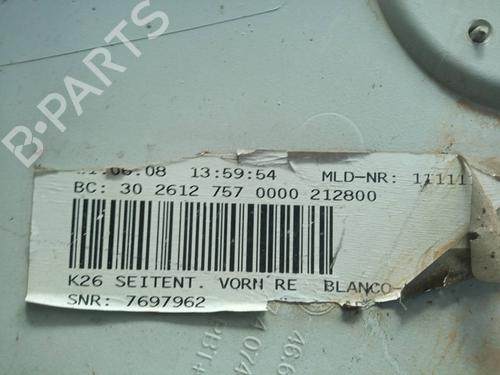 B-PARTS
.08 13:59:54 MLD-NR: 11111
BC: 30 2612 757 0000 212800
K26 SEITENT. VORN RE BLANCO-
SNR: 7697962